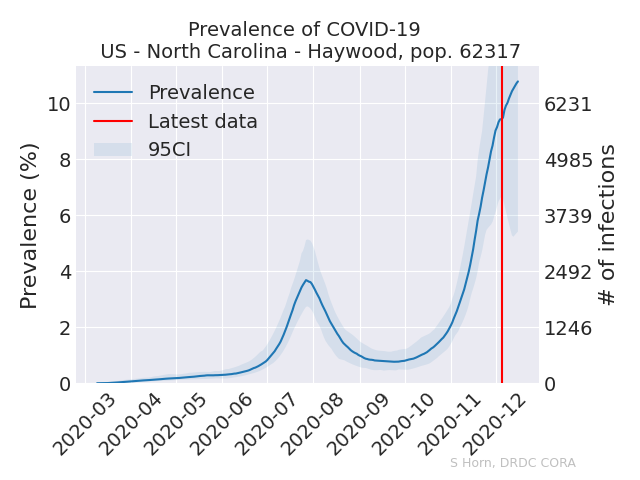 Prevalence of COVID-19
US - North Carolina - Haywood, pop. 62317
Prevalence
Latest data
95CI
Prevalence (%)
10
8
6
4
2
0
6231
4985
3739
2492
1246
0
# of infections
2020-03
2020-04
2020-05
2020-06
2020-07
2020-08
2020-09
2020-10
2020-11
2020-12
S Horn, DRDC CORA